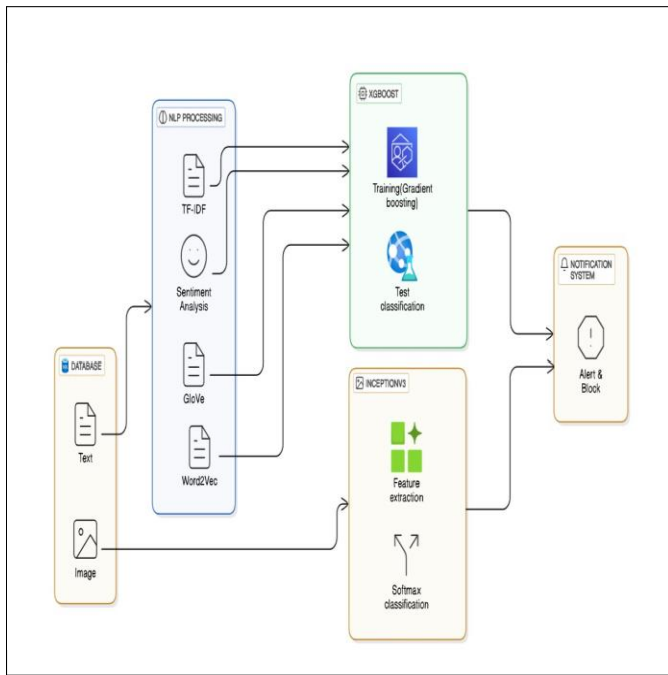 DATABASE
Text
Image
NLP PROCESSING
TF-IDF
Sentiment
Analysis
GloVe
Word2Vec
XGBOOST
Training(Gradient
boosting)
Test
classification
INCEPTIONV3
Feature
extraction
Softmax
classification
NOTIFICATION
SYSTEM
Alert &
Block